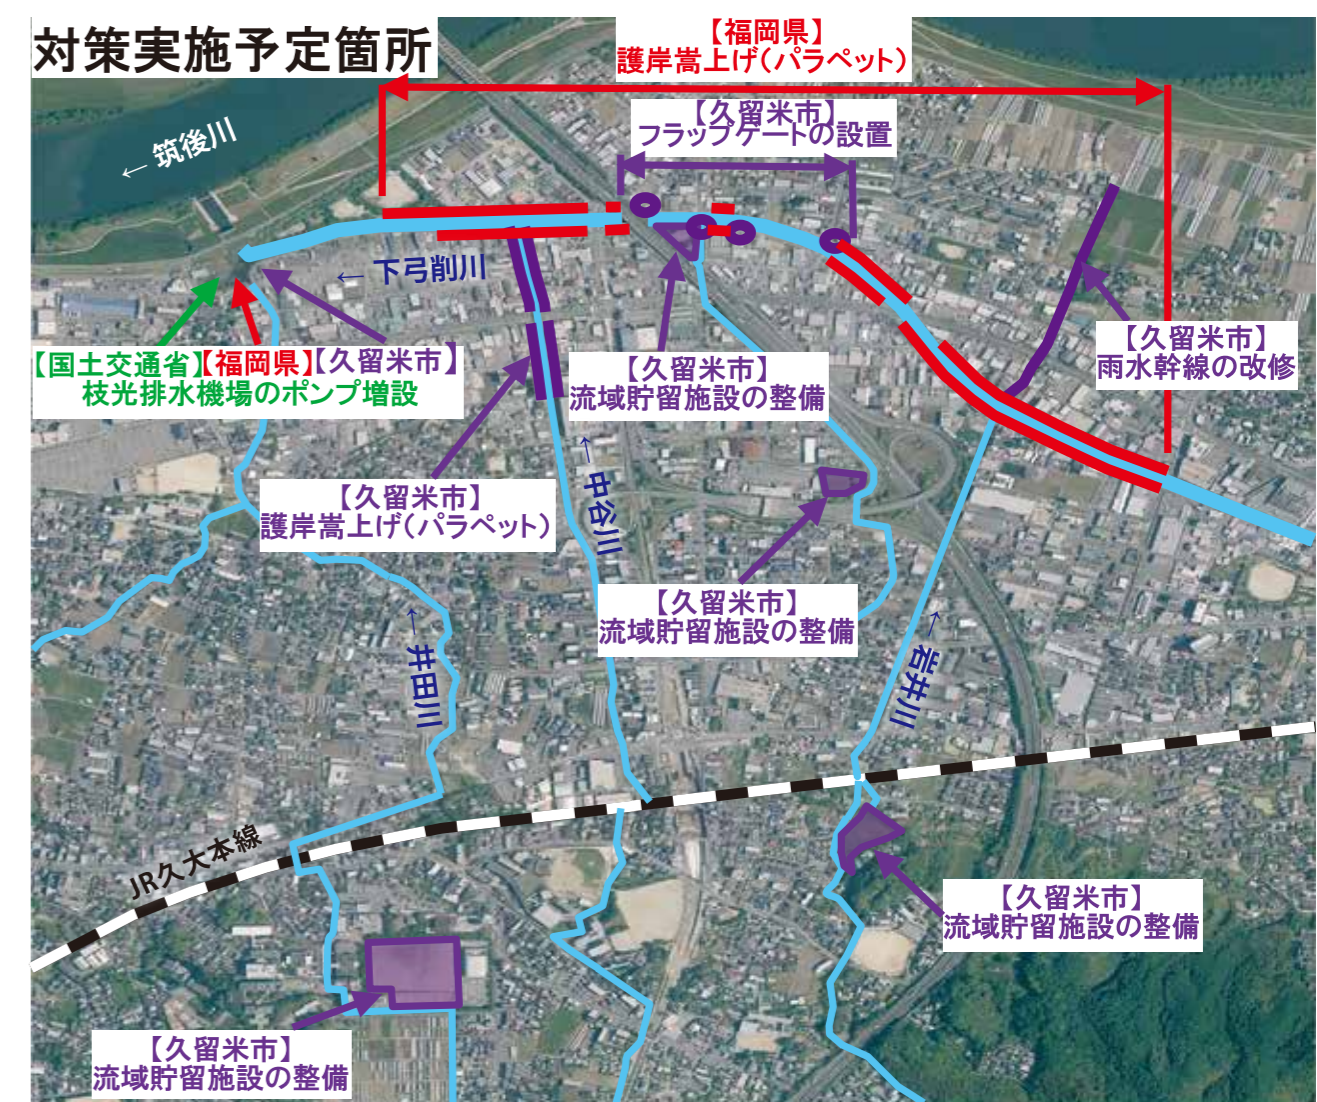 対策実施予定箇所
【福岡県】
護岸嵩上げ(パラペット)
【久留米市】
フラップゲートの設置
← 筑後川
← 下弓削川
【国土交通省】【福岡県】【久留米市】
枝光排水機場のポンプ増設
【久留米市】
雨水幹線の改修
【久留米市】
流域貯留施設の整備
【久留米市】
護岸嵩上げ(パラペット)
← 中谷川
【久留米市】
流域貯留施設の整備
← 井田川
← 岩井川
JR久大本線
【久留米市】
流域貯留施設の整備
【久留米市】
流域貯留施設の整備